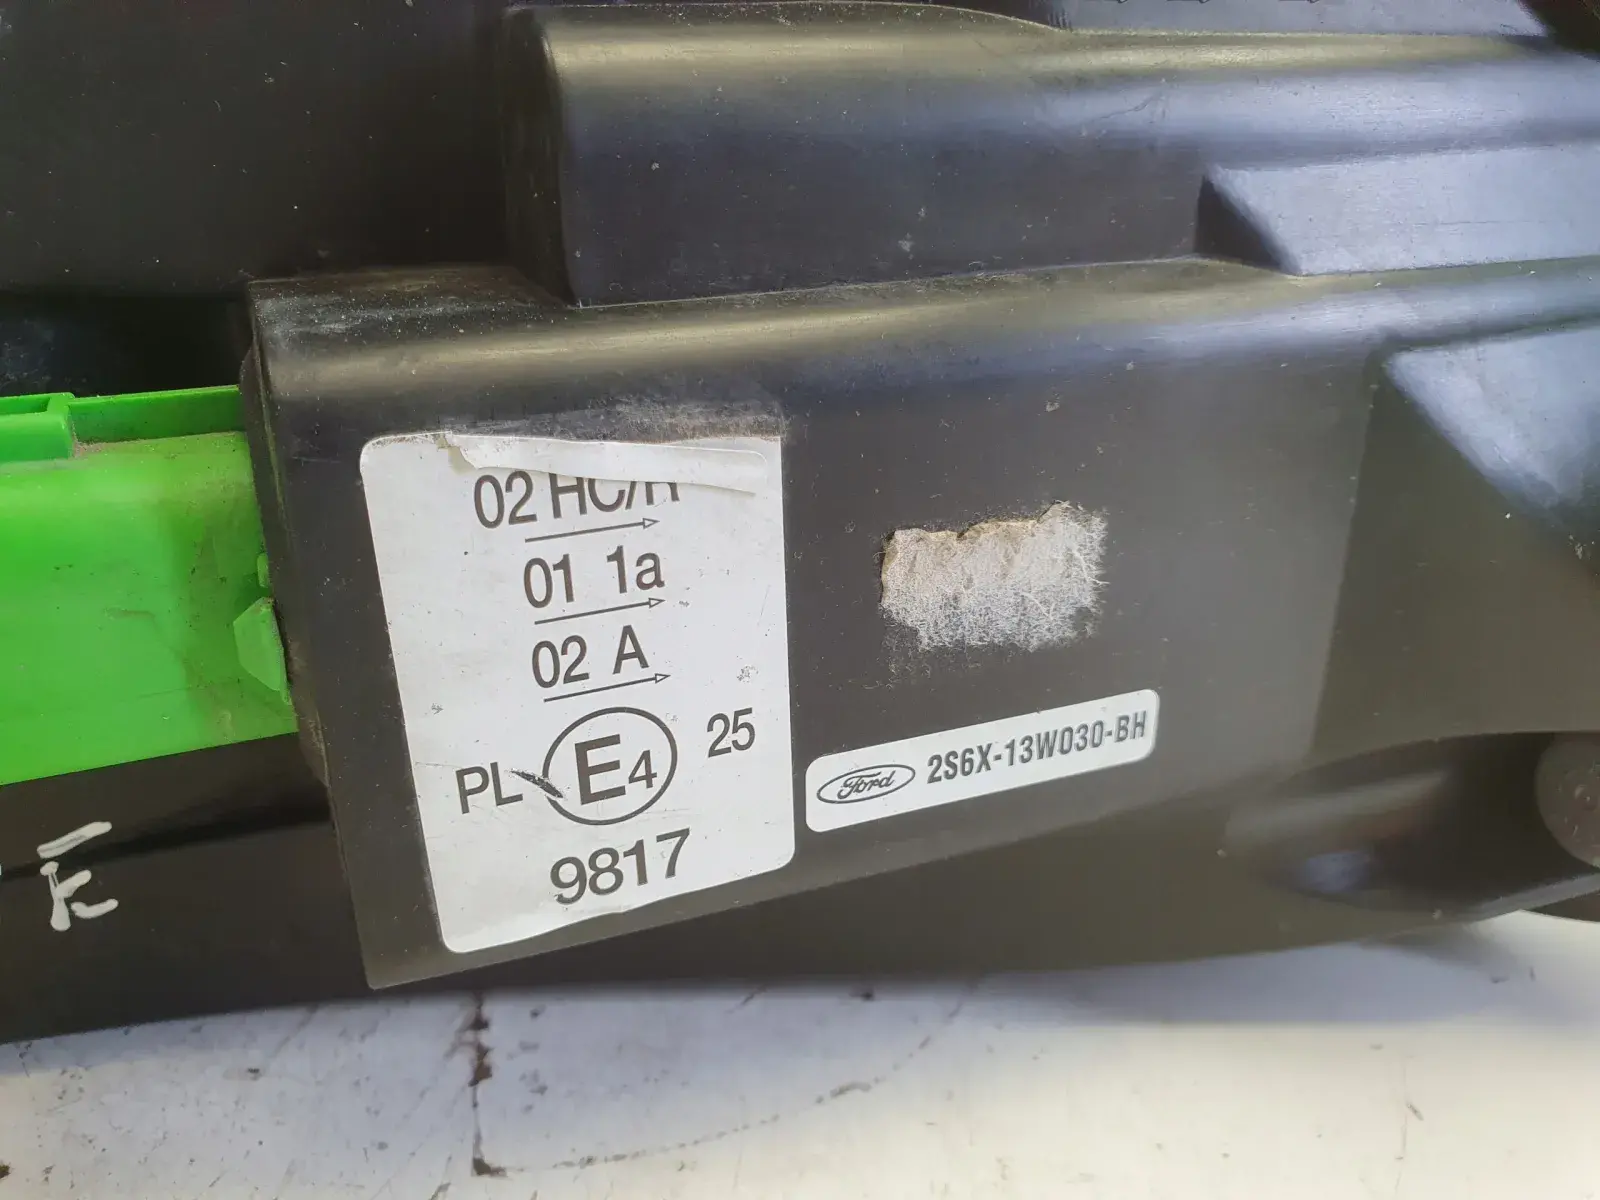 02 HC/R
01 1a
02 A
PL E4 25
9817
Ford 2S6X-13W030-BH